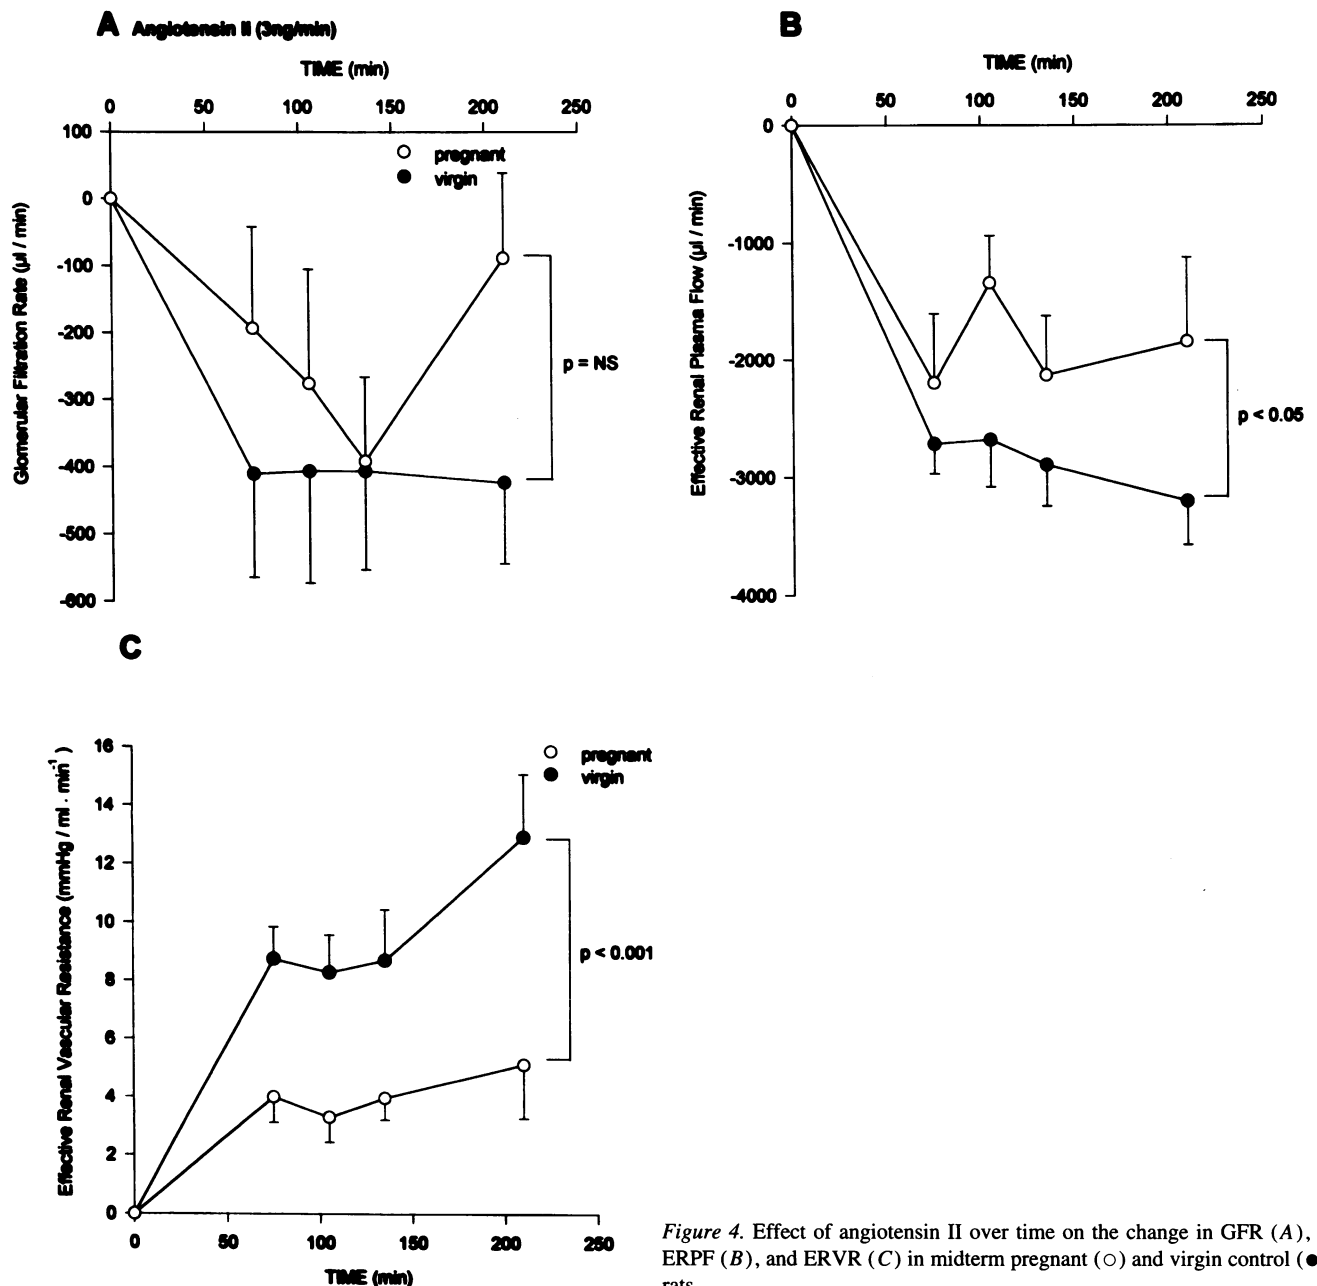 A Angiotensin II (3ng/min)
TIME (min)
0 50 100 150 200 250
100
0
-100
-200
-300
-400
-500
-600
Glomerular Filtration Rate (µl / min)
pregnant
virgin
p = NS
B
TIME (min)
0 50 100 150 200 250
0
-1000
-2000
-3000
-4000
Effective Renal Plasma Flow (µl / min)
p < 0.05
C
16
14
12
10
8
6
4
2
0
Effective Renal Vascular Resistance (mmHg / ml . min⁻¹ )
pregnant
virgin
p < 0.001
0 50 100 150 200 250
TIME (min)
Figure 4. Effect of angiotensin II over time on the change in GFR (A),
ERPF (B), and ERVR (C) in midterm pregnant (○) and virgin control (●
rats